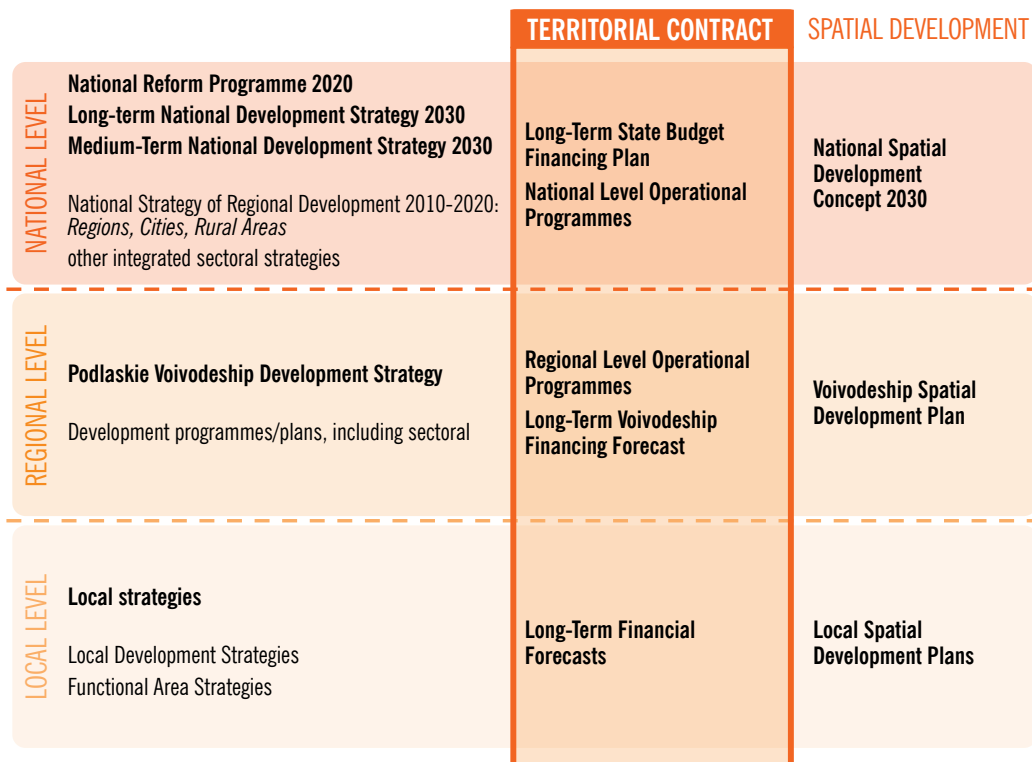 TERRITORIAL CONTRACT
SPATIAL DEVELOPMENT
NATIONAL LEVEL
National Reform Programme 2020
Long-term National Development Strategy 2030
Medium-Term National Development Strategy 2030
National Strategy of Regional Development 2010-2020:
Regions, Cities, Rural Areas
other integrated sectoral strategies
Long-Term State Budget
Financing Plan
National Level Operational
Programmes
National Spatial
Development
Concept 2030
REGIONAL LEVEL
Podlaskie Voivodeship Development Strategy
Development programmes/plans, including sectoral
Regional Level Operational
Programmes
Long-Term Voivodeship
Financing Forecast
Voivodeship Spatial
Development Plan
LOCAL LEVEL
Local strategies
Local Development Strategies
Functional Area Strategies
Long-Term Financial
Forecasts
Local Spatial
Development Plans